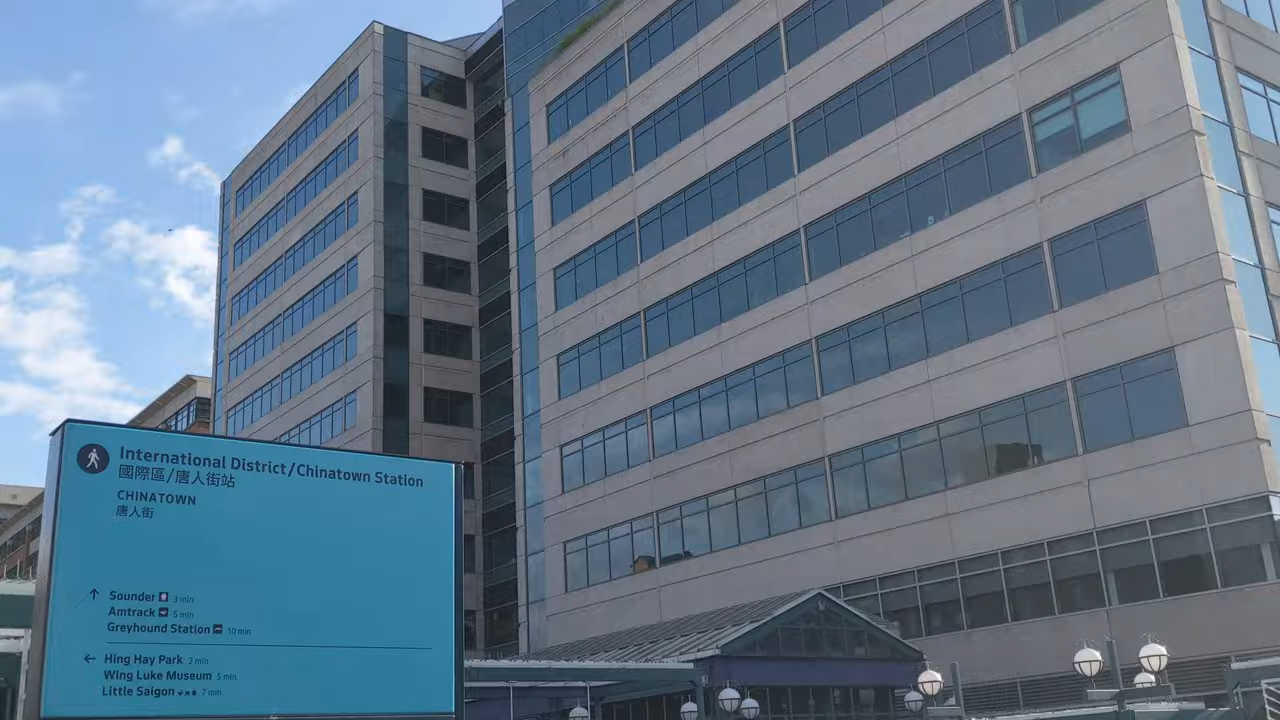 International District/Chinatown Station
國際區/唐人街站
CHINATOWN
唐人街
Sounder 3 min
Amtrack 5 min
Greyhound Station 10 min
Hing Hay Park 2 min
Wing Luke Museum 5 min
Little Saigon 7 min